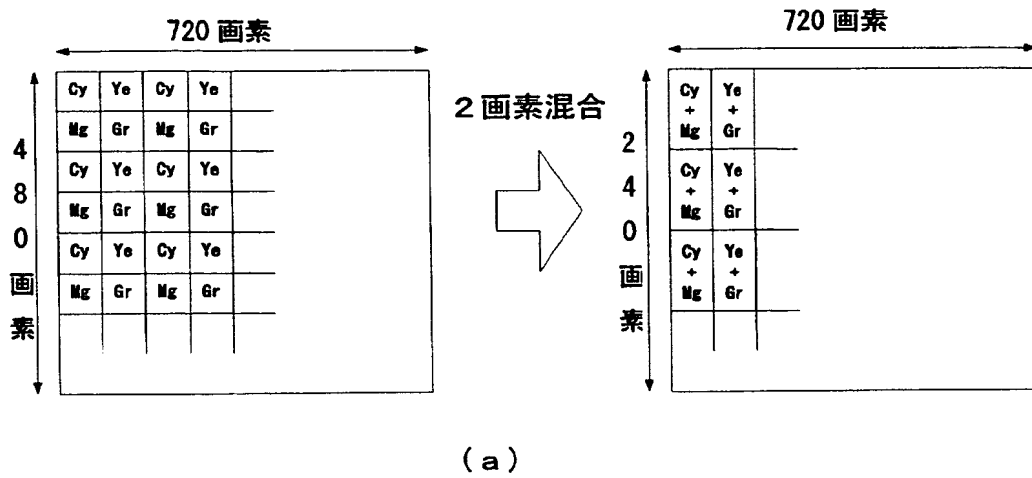 720 画素
480画素
Cy Ye Cy Ye
Mg Gr Mg Gr
Cy Ye Cy Ye
Mg Gr Mg Gr
Cy Ye Cy Ye
Mg Gr Mg Gr
2画素混合
720 画素
240画素
Cy Ye
+ +
Mg Gr
Cy Ye
+ +
Mg Gr
Cy Ye
+ +
Mg Gr
(a)